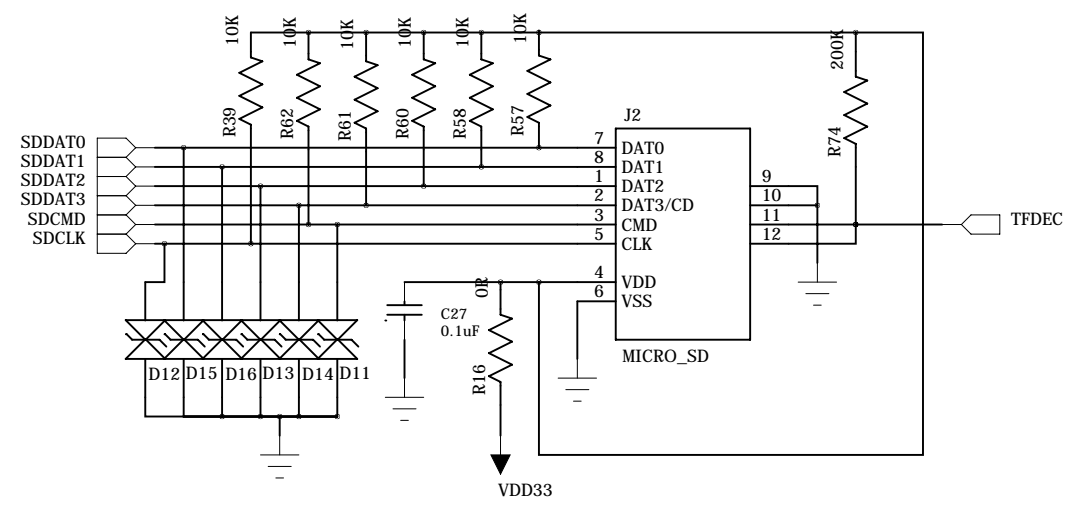 10K
10K
10K
10K
10K
10K
200K
R39
R62
R61
R60
R58
R57
R74
J2
SDDAT0
SDDAT1
SDDAT2
SDDAT3
SDCMD
SDCLK
7
8
1
2
3
5
4
6
DAT0
DAT1
DAT2
DAT3/CD
CMD
CLK
VDD
VSS
9
10
11
12
TFDEC
MICRO_SD
0R
R16
C27
0.1uF
D12
D15
D16
D13
D14
D11
VDD33